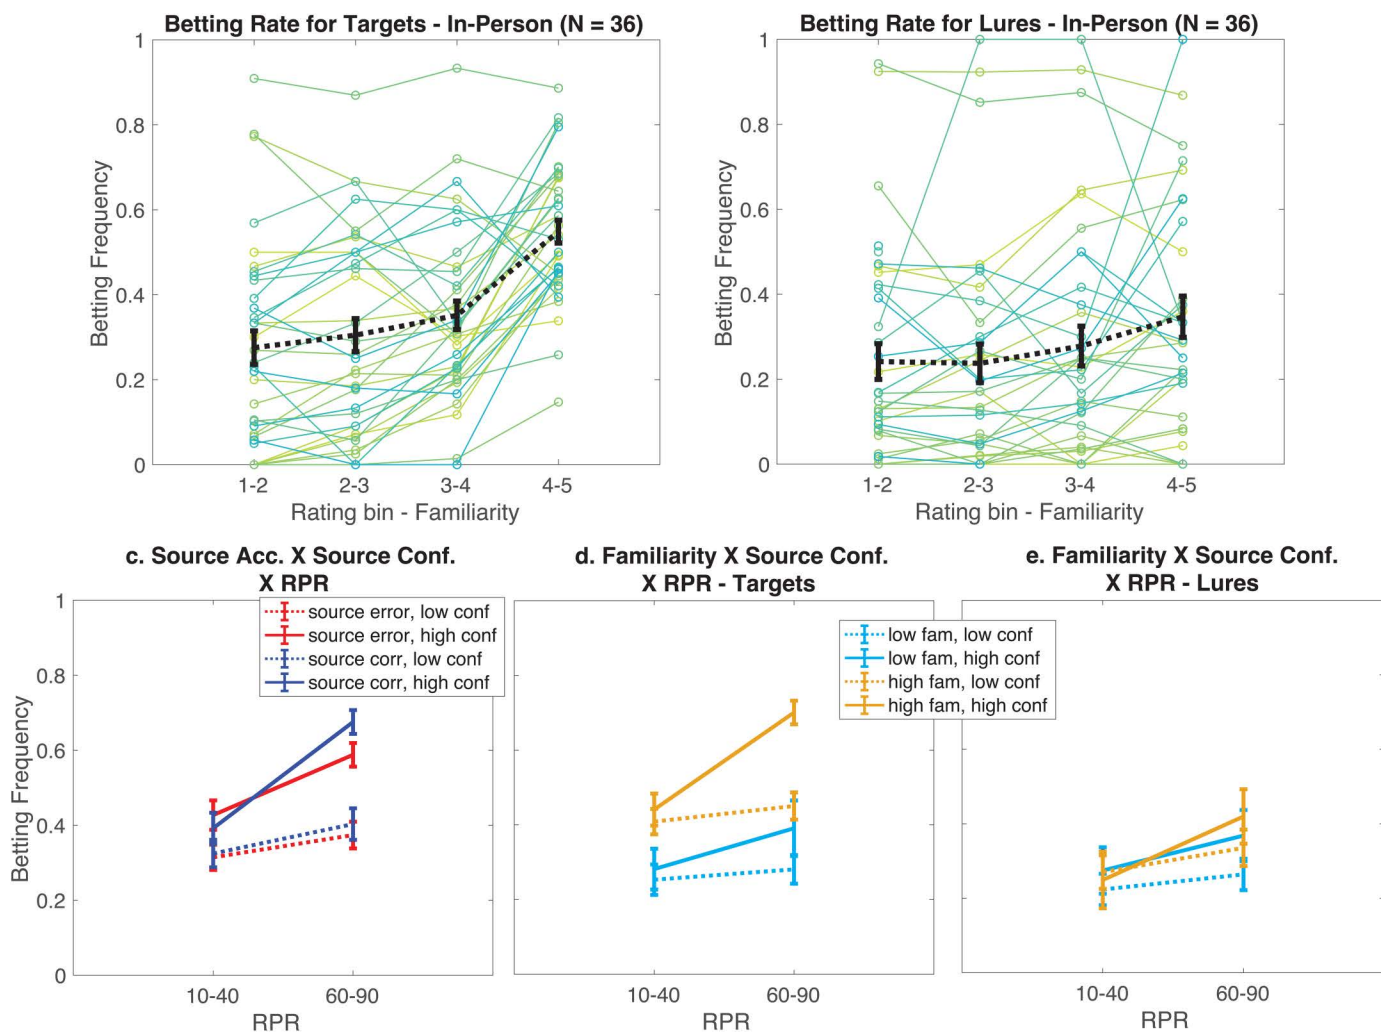 Betting Rate for Targets - In-Person (N = 36)
1
0.8
0.6
0.4
0.2
0
Betting Frequency
1-2 2-3 3-4 4-5
Rating bin - Familiarity
Betting Rate for Lures - In-Person (N = 36)
1
0.8
0.6
0.4
0.2
0
Betting Frequency
1-2 2-3 3-4 4-5
Rating bin - Familiarity
c. Source Acc. X Source Conf.
X RPR
1
0.8
0.6
0.4
0.2
0
Betting Frequency
source error, low conf
source error, high conf
source corr, low conf
source corr, high conf
10-40 60-90
RPR
d. Familiarity X Source Conf.
X RPR - Targets
low fam, low conf
low fam, high conf
high fam, low conf
high fam, high conf
10-40 60-90
RPR
e. Familiarity X Source Conf.
X RPR - Lures
10-40 60-90
RPR